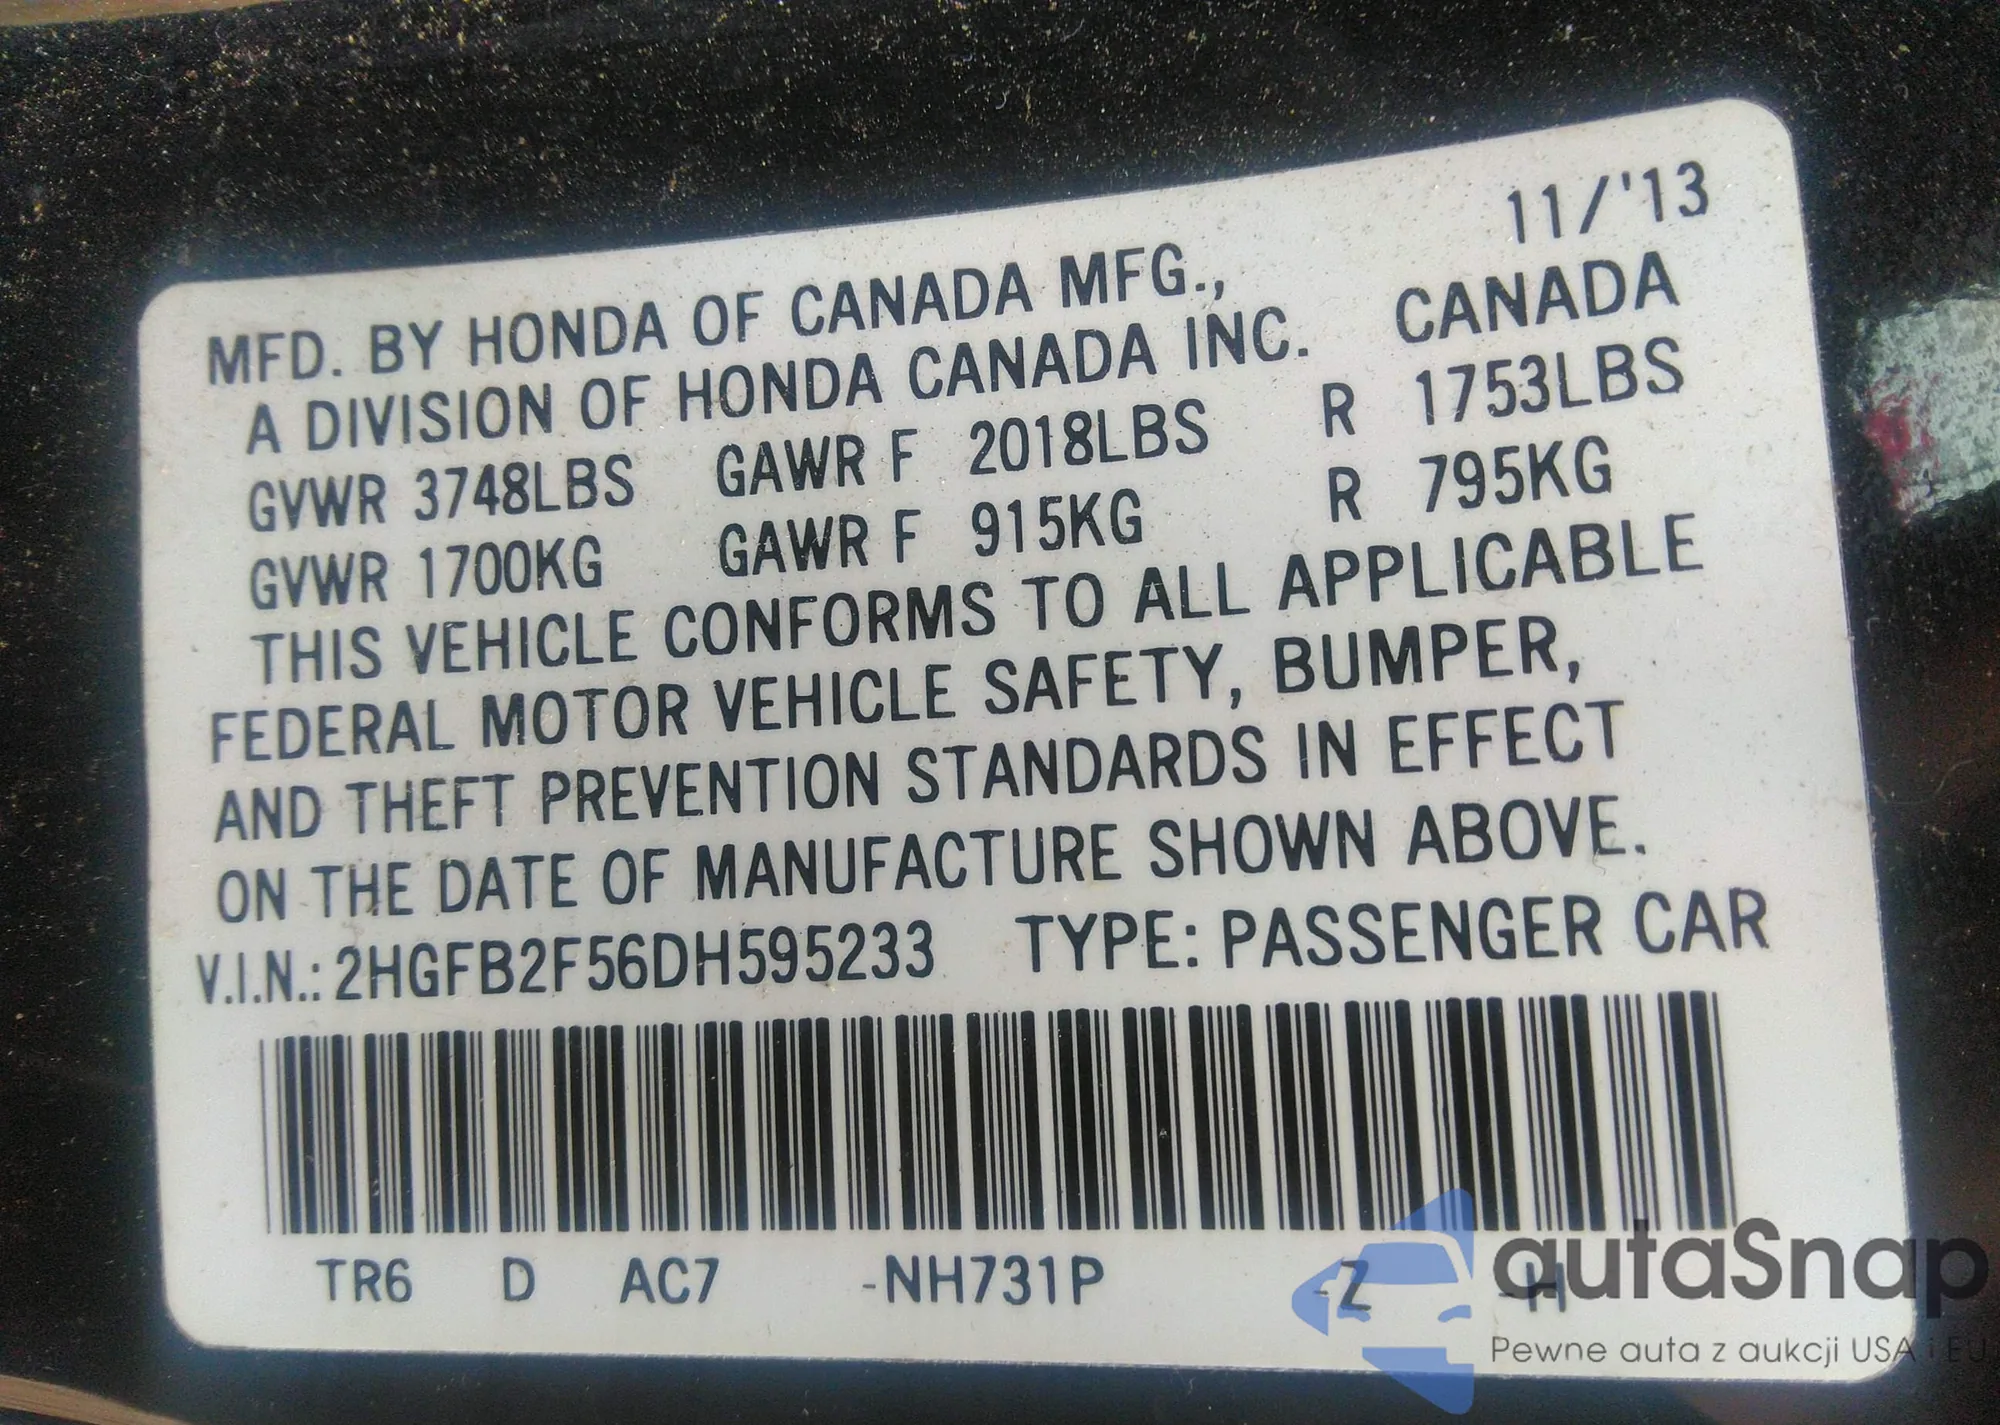 11/'13
MFD. BY HONDA OF CANADA MFG.,
A DIVISION OF HONDA CANADA INC. CANADA
GVWR 3748LBS GAWR F 2018LBS R 1753LBS
GVWR 1700KG GAWR F 915KG R 795KG
THIS VEHICLE CONFORMS TO ALL APPLICABLE
FEDERAL MOTOR VEHICLE SAFETY, BUMPER,
AND THEFT PREVENTION STANDARDS IN EFFECT
ON THE DATE OF MANUFACTURE SHOWN ABOVE.
V.I.N.: 2HGFB2F56DH595233 TYPE: PASSENGER CAR
TR6 D AC7 -NH731P -Z -H
autaSnap
Pewne auta z aukcji USA i EU